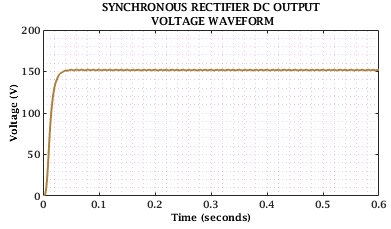 SYNCHRONOUS RECTIFIER DC OUTPUT
VOLTAGE WAVEFORM
200
150
100
50
0
Voltage (V)
0 0.1 0.2 0.3 0.4 0.5 0.6
Time (seconds)